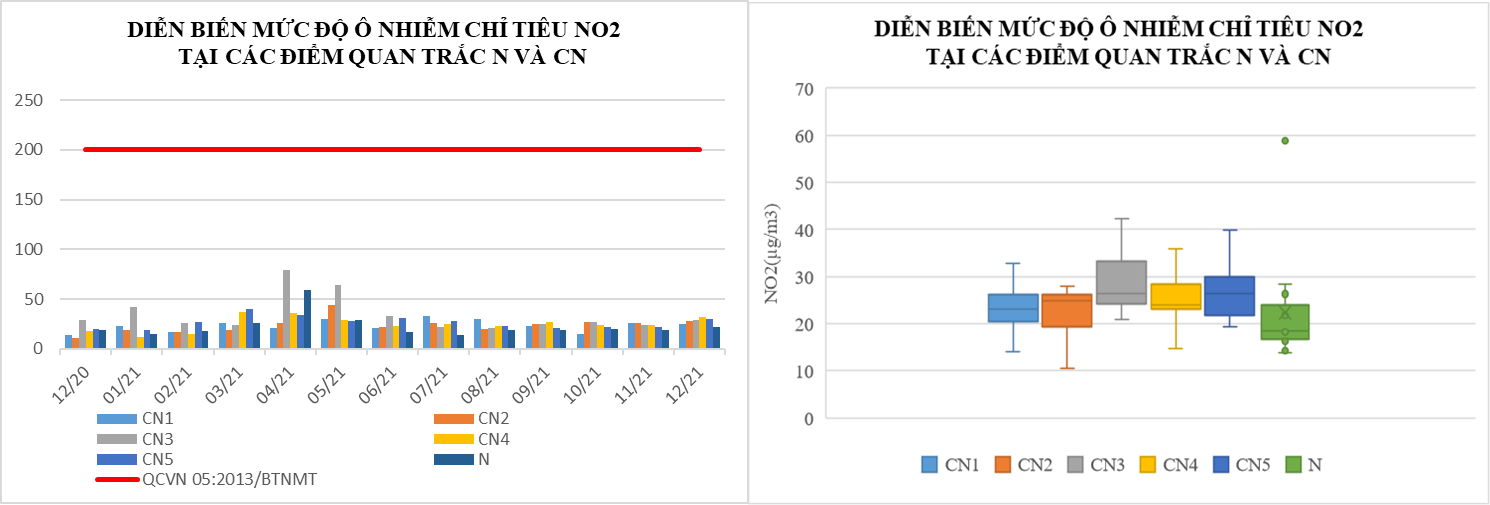 DIỄN BIẾN MỨC ĐỘ Ô NHIỄM CHỈ TIÊU NO2
TẠI CÁC ĐIỂM QUAN TRẮC N VÀ CN
250
200
150
100
50
0
12/20 01/21 02/21 03/21 04/21 05/21 06/21 07/21 08/21 09/21 10/21 11/21 12/21
CN1 CN2
CN3 CN4
CN5 N
QCVN 05:2013/BTNMT
DIỄN BIẾN MỨC ĐỘ Ô NHIỄM CHỈ TIÊU NO2
TẠI CÁC ĐIỂM QUAN TRẮC N VÀ CN
NO2(µg/m3)
70
60
50
40
30
20
10
0
CN1 CN2 CN3 CN4 CN5 N